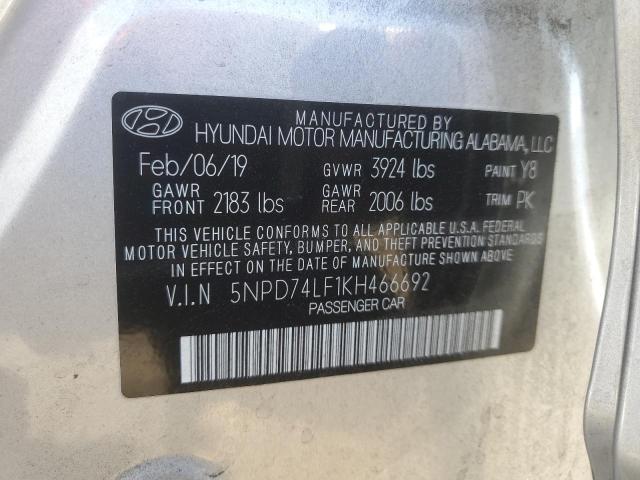 MANUFACTURED BY
HYUNDAI MOTOR MANUFACTURING ALABAMA, LLC
Feb/06/19 GVWR 3924 lbs PAINT Y8
GAWR FRONT 2183 lbs GAWR REAR 2006 lbs TRIM PK
THIS VEHICLE CONFORMS TO ALL APPLICABLE U.S.A. FEDERAL
MOTOR VEHICLE SAFETY, BUMPER, AND THEFT PREVENTION STANDARDS
IN EFFECT ON THE DATE OF MANUFACTURE SHOWN ABOVE.
V.I.N 5NPD74LF1KH466692
PASSENGER CAR